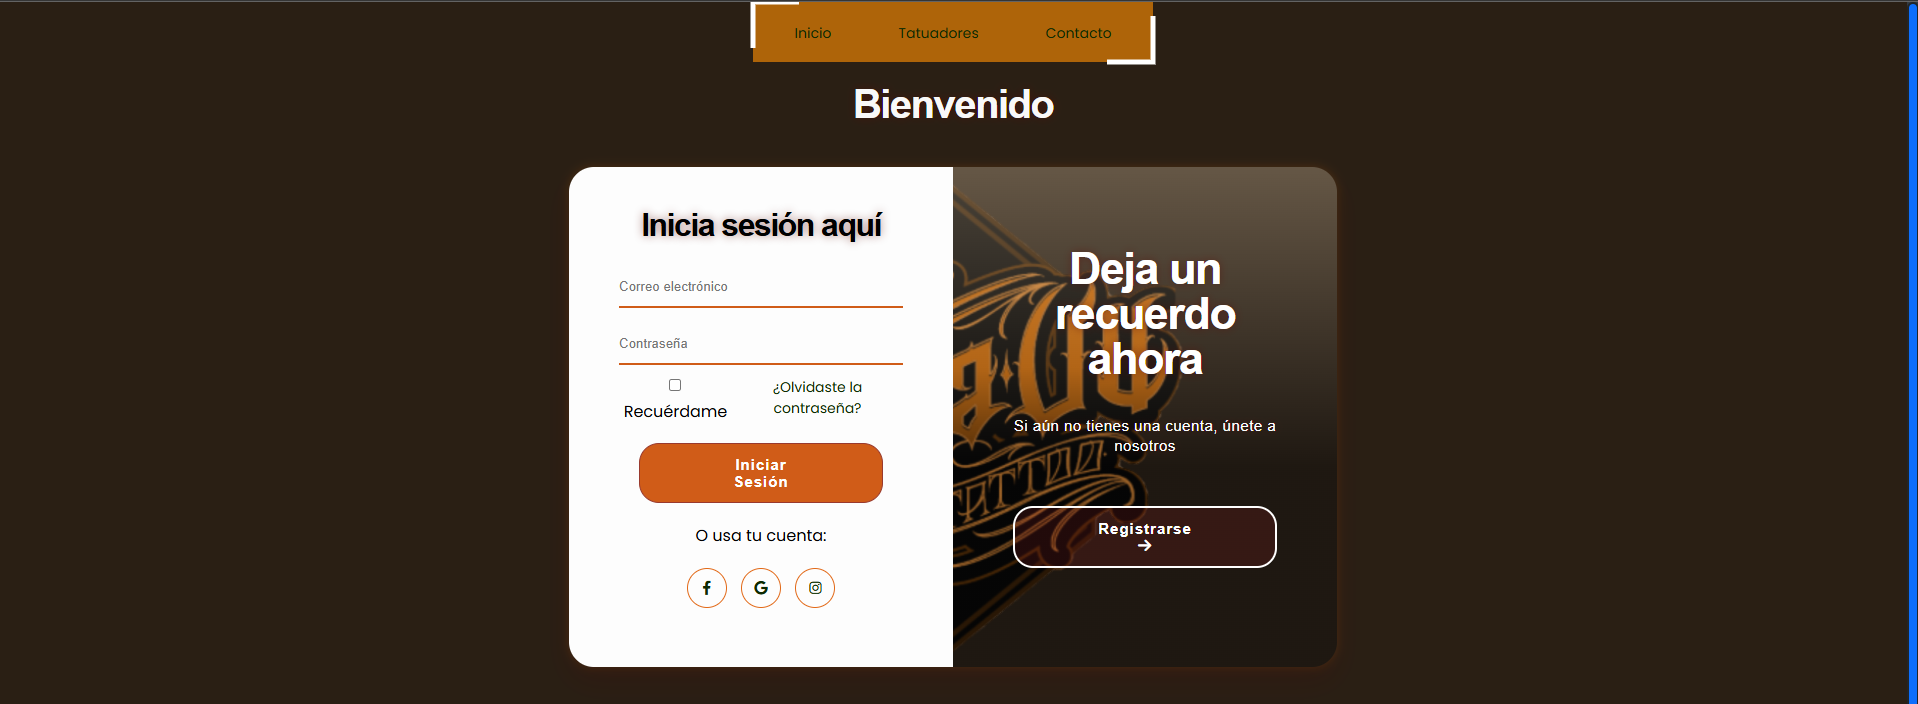 Inicio Tatuadores Contacto
Bienvenido
Inicia sesión aquí
Correo electrónico
Contraseña
Recuérdame
¿Olvidaste la
contraseña?
Iniciar
Sesión
O usa tu cuenta:
Deja un
recuerdo
ahora
Si aún no tienes una cuenta, únete a
nosotros
Registrarse